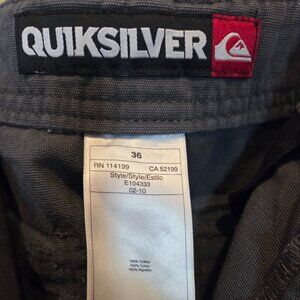 QUIKSILVER
36
RN 114199 CA 52199
Style/Style/Estilo
E104333
02-10
100% Cotton
100% Coton
100% Algodon